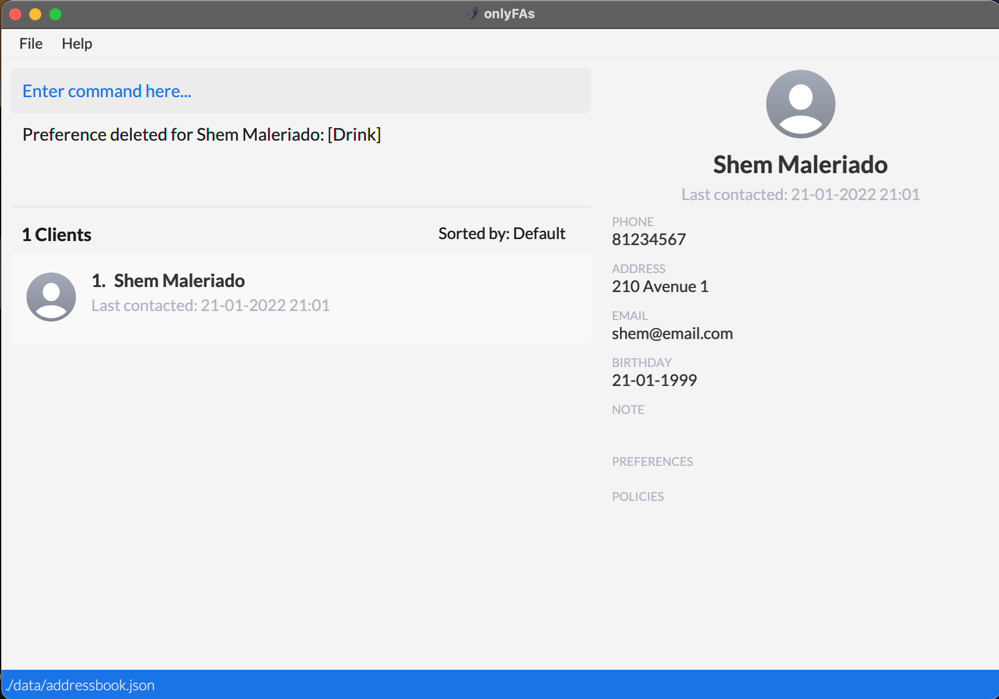 onlyFAs
File Help
Enter command here...
Preference deleted for Shem Maleriado: [Drink]
1 Clients
Sorted by: Default
1. Shem Maleriado
Last contacted: 21-01-2022 21:01
Shem Maleriado
Last contacted: 21-01-2022 21:01
PHONE
81234567
ADDRESS
210 Avenue 1
EMAIL
shem@email.com
BIRTHDAY
21-01-1999
NOTE
PREFERENCES
POLICIES
./data/addressbook.json